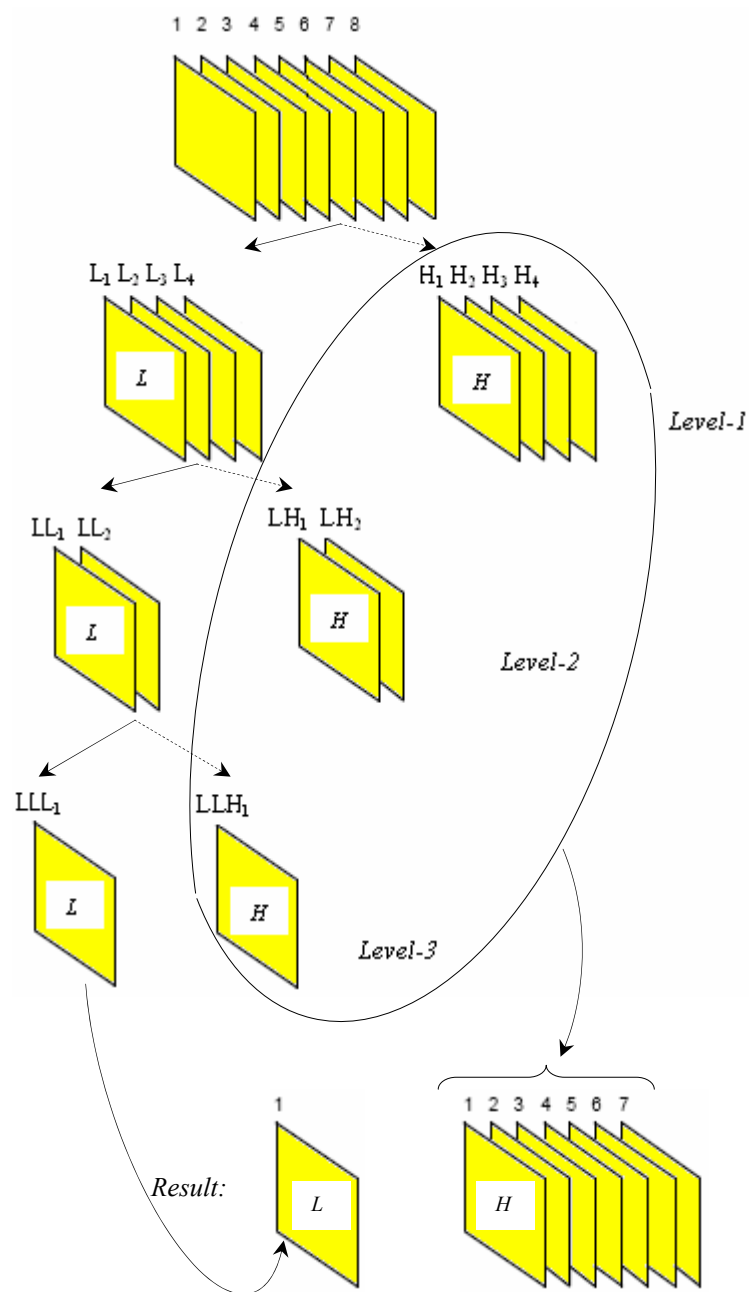 1 2 3 4 5 6 7 8
L₁ L₂ L₃ L₄
H₁ H₂ H₃ H₄
L
H
Level-1
LL₁ LL₂
LH₁ LH₂
L
H
Level-2
LLL₁
LLH₁
L
H
Level-3
1
1 2 3 4 5 6 7
Result:
L
H